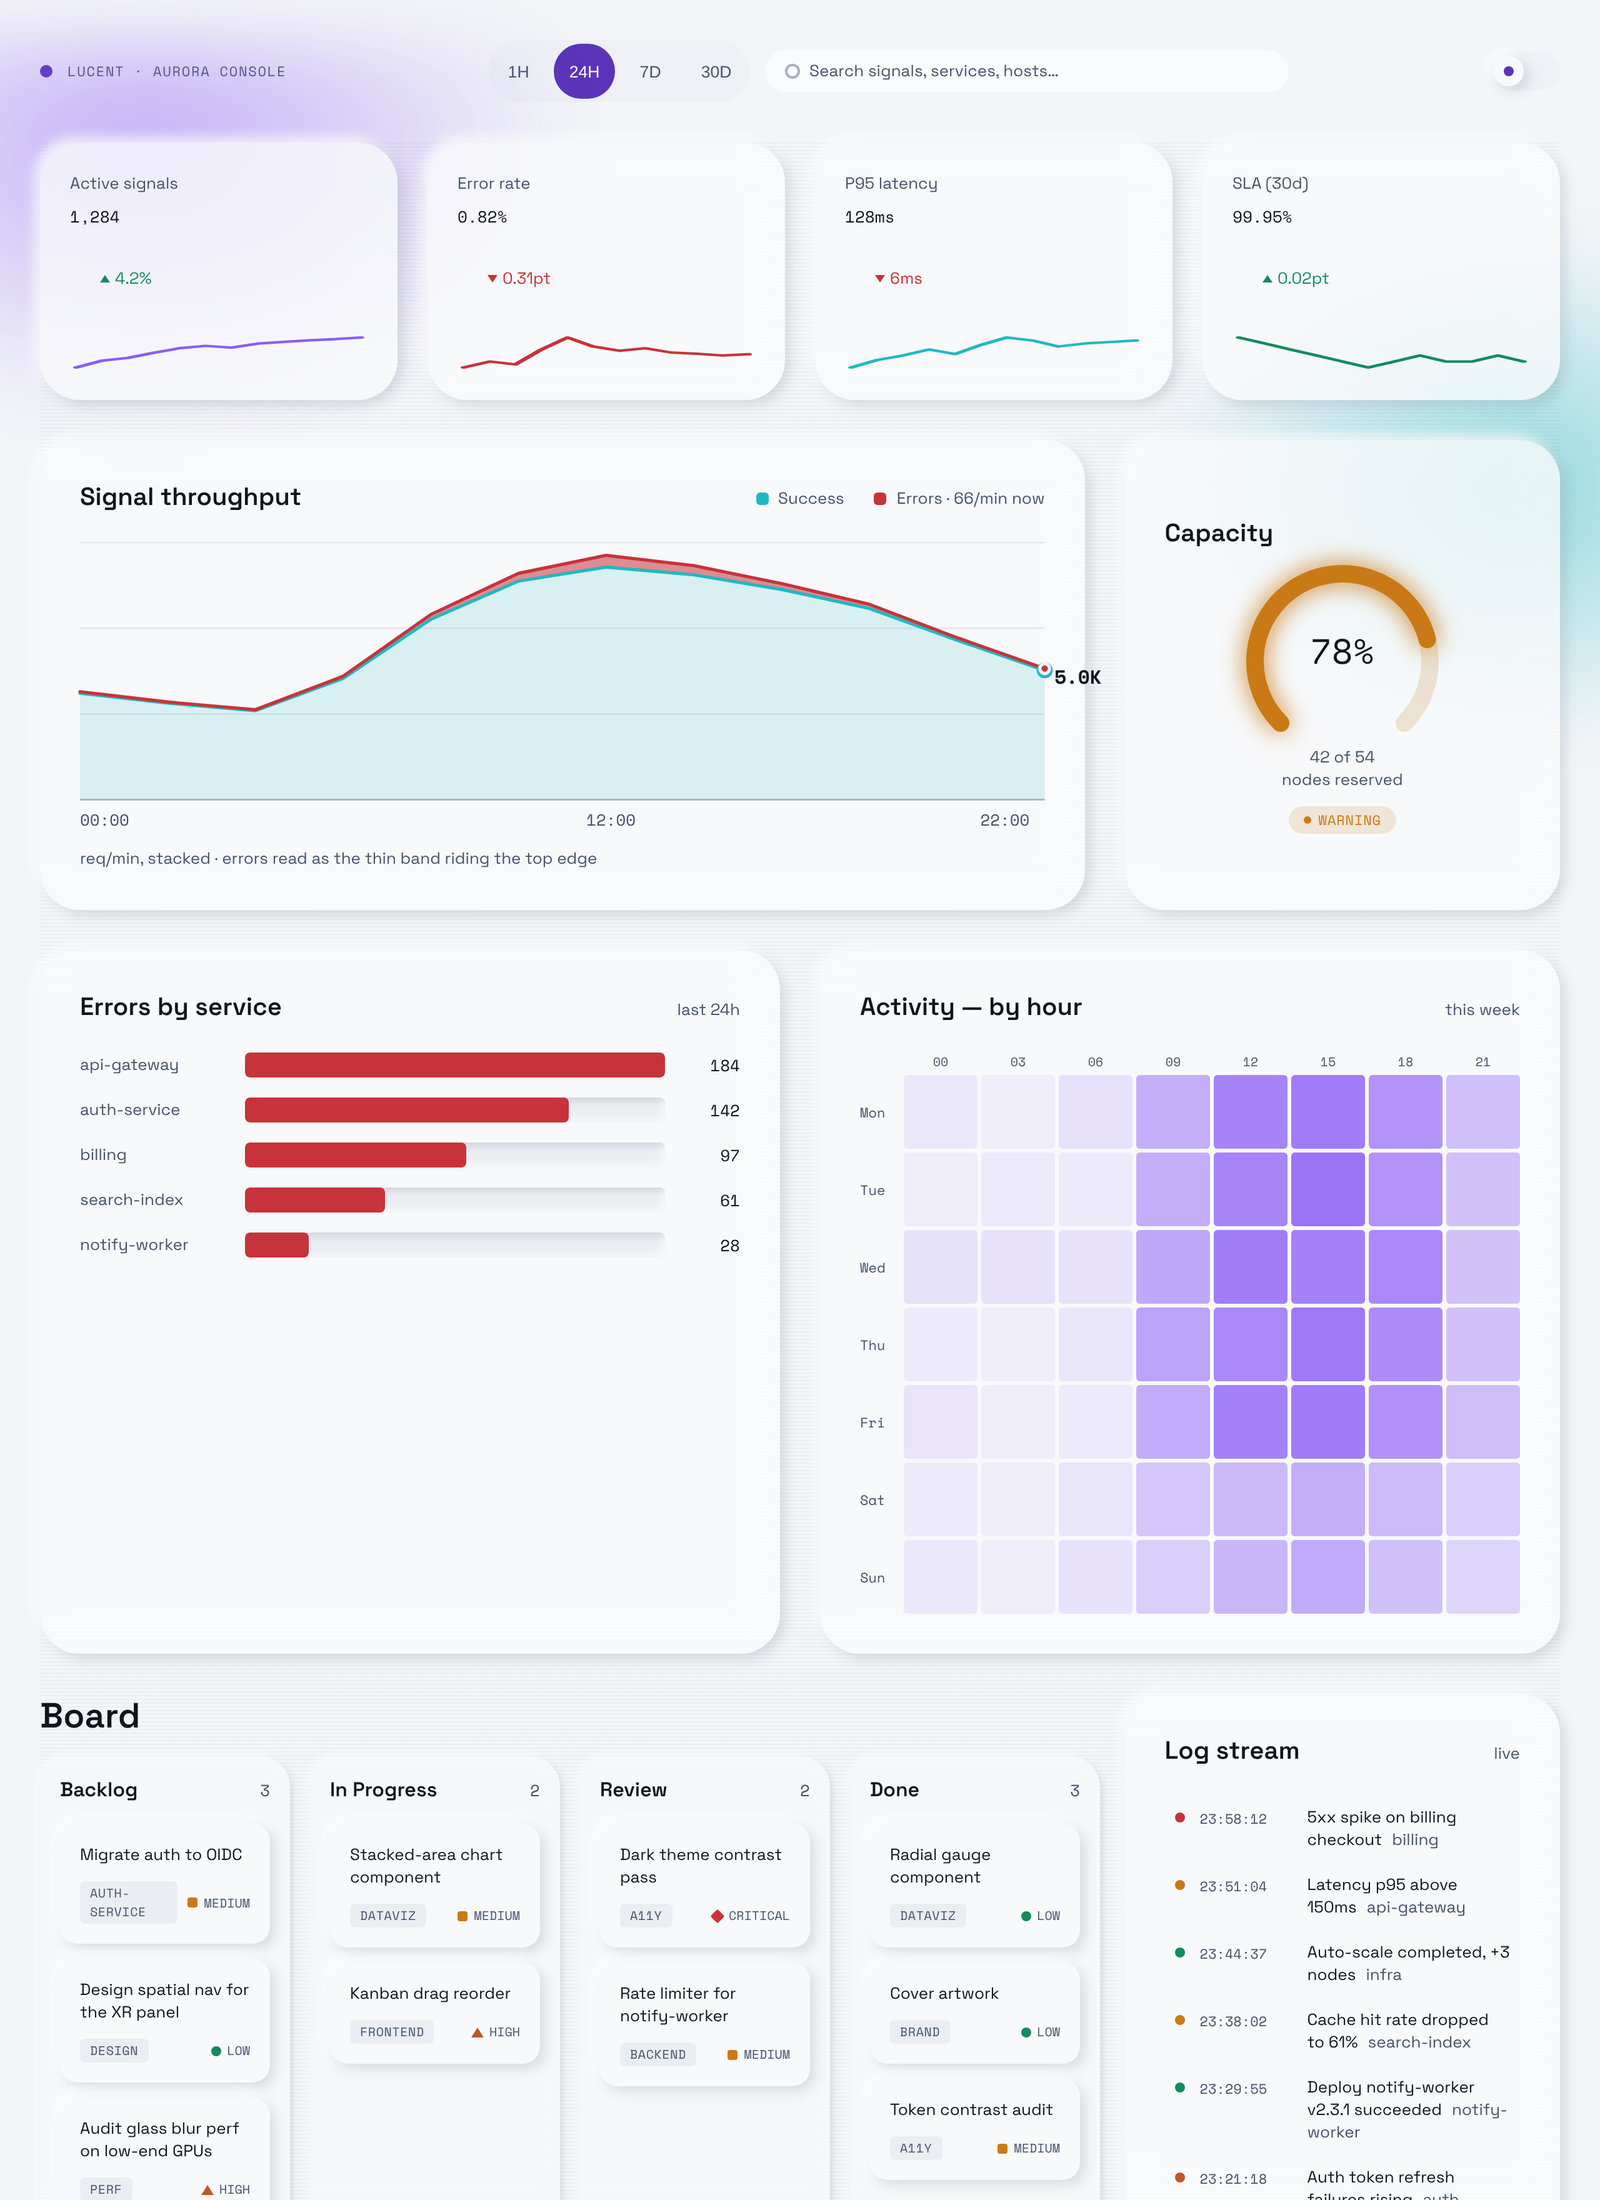 LUCENT · AURORA CONSOLE
1H 24H 7D 30D
Search signals, services, hosts…
Active signals
1,284
▲ 4.2%
Error rate
0.82%
▼ 0.31pt
P95 latency
128ms
▼ 6ms
SLA (30d)
99.95%
▲ 0.02pt
Signal throughput
Success
Errors · 66/min now
5.0K
00:00 12:00 22:00
req/min, stacked · errors read as the thin band riding the top edge
Capacity
78%
42 of 54
nodes reserved
WARNING
Errors by service
last 24h
api-gateway 184
auth-service 142
billing 97
search-index 61
notify-worker 28
Activity — by hour
this week
00 03 06 09 12 15 18 21
Mon
Tue
Wed
Thu
Fri
Sat
Sun
Board
Backlog 3
Migrate auth to OIDC
AUTH-
SERVICE
MEDIUM
Design spatial nav for
the XR panel
DESIGN LOW
Audit glass blur perf
on low-end GPUs
PERF HIGH
In Progress 2
Stacked-area chart
component
DATAVIZ MEDIUM
Kanban drag reorder
FRONTEND HIGH
Review 2
Dark theme contrast
pass
A11Y CRITICAL
Rate limiter for
notify-worker
BACKEND MEDIUM
Done 3
Radial gauge
component
DATAVIZ LOW
Cover artwork
BRAND LOW
Token contrast audit
A11Y MEDIUM
Log stream
live
23:58:12 5xx spike on billing
checkout billing
23:51:04 Latency p95 above
150ms api-gateway
23:44:37 Auto-scale completed, +3
nodes infra
23:38:02 Cache hit rate dropped
to 61% search-index
23:29:55 Deploy notify-worker
v2.3.1 succeeded notify-
worker
23:21:18 Auth token refresh
failures rising auth-